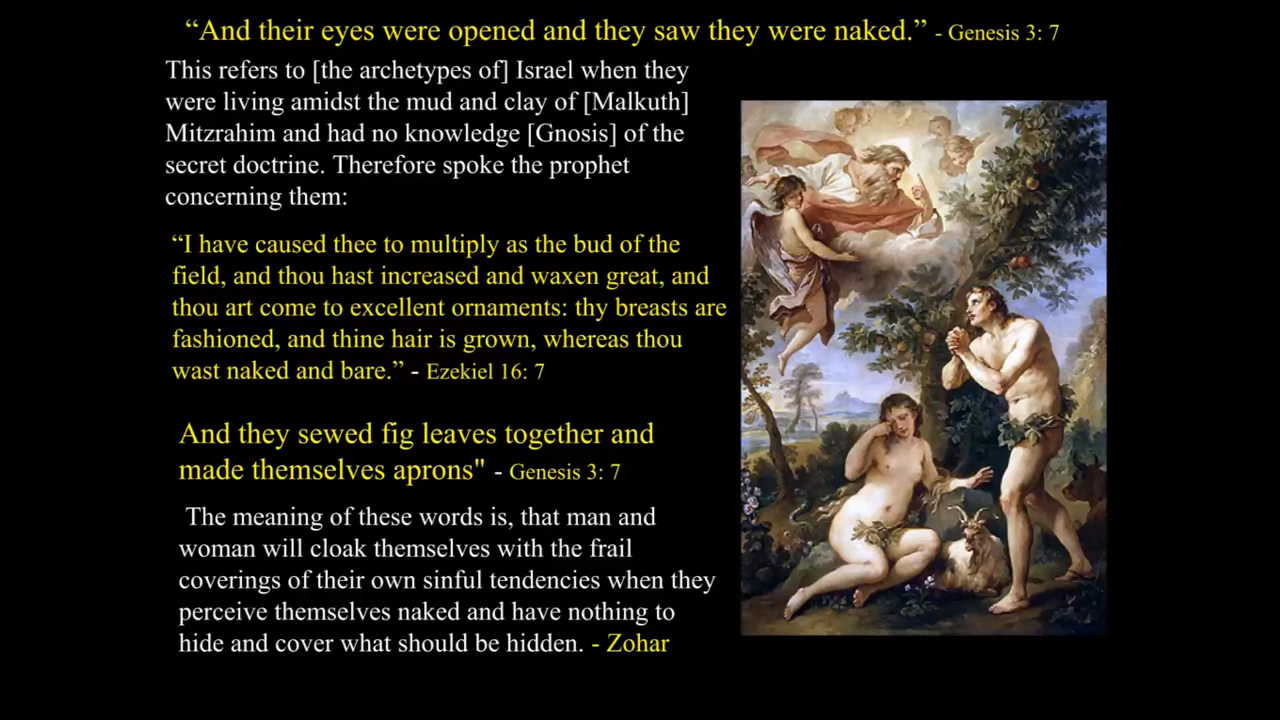 “And their eyes were opened and they saw they were naked.” - Genesis 3: 7
This refers to [the archetypes of] Israel when they
were living amidst the mud and clay of [Malkuth]
Mitzrahim and had no knowledge [Gnosis] of the
secret doctrine. Therefore spoke the prophet
concerning them:
“I have caused thee to multiply as the bud of the
field, and thou hast increased and waxen great, and
thou art come to excellent ornaments: thy breasts are
fashioned, and thine hair is grown, whereas thou
wast naked and bare.” - Ezekiel 16: 7
And they sewed fig leaves together and
made themselves aprons" - Genesis 3: 7
The meaning of these words is, that man and
woman will cloak themselves with the frail
coverings of their own sinful tendencies when they
perceive themselves naked and have nothing to
hide and cover what should be hidden. - Zohar